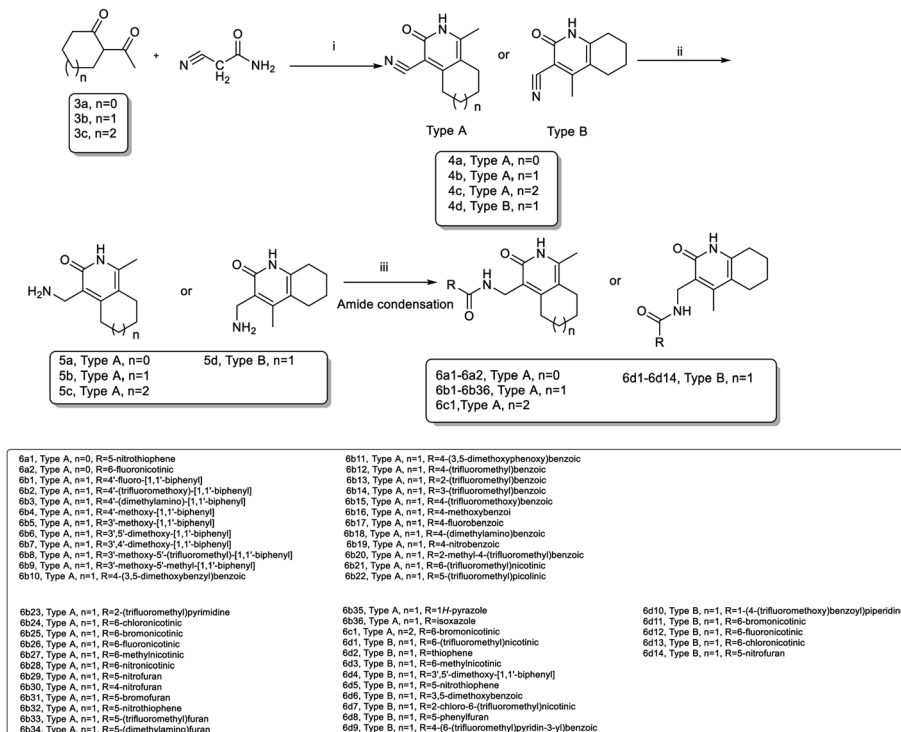 O
O
n
+
N
C
H₂
O
NH₂
i
O
H
N
N
n
or
O
H
N
N
ii
Type A
Type B
3a, n=0
3b, n=1
3c, n=2
4a, Type A, n=0
4b, Type A, n=1
4c, Type A, n=2
4d, Type B, n=1
O
H
N
H₂N
n
or
O
H
N
NH₂
iii
Amide condensation
R
O
H
N
O
H
N
n
or
O
H
N
O
NH
R
5a, Type A, n=0
5b, Type A, n=1
5c, Type A, n=2
5d, Type B, n=1
6a1-6a2, Type A, n=0
6b1-6b36, Type A, n=1
6c1,Type A, n=2
6d1-6d14, Type B, n=1
6a1, Type A, n=0, R=5-nitrothiophene
6a2, Type A, n=0, R=6-fluoronicotinic
6b1, Type A, n=1, R=4'-fluoro-[1,1'-biphenyl]
6b2, Type A, n=1, R=4'-(trifluoromethoxy)-[1,1'-biphenyl]
6b3, Type A, n=1, R=4'-(dimethylamino)-[1,1'-biphenyl]
6b4, Type A, n=1, R=4'-methoxy-[1,1'-biphenyl]
6b5, Type A, n=1, R=3'-methoxy-[1,1'-biphenyl]
6b6, Type A, n=1, R=3',5'-dimethoxy-[1,1'-biphenyl]
6b7, Type A, n=1, R=3',4'-dimethoxy-[1,1'-biphenyl]
6b8, Type A, n=1, R=3'-methoxy-5'-(trifluoromethyl)-[1,1'-biphenyl]
6b9, Type A, n=1, R=3'-methoxy-5'-methyl-[1,1'-biphenyl]
6b10, Type A, n=1, R=4-(3,5-dimethoxybenzyl)benzoic
6b11, Type A, n=1, R=4-(3,5-dimethoxyphenoxy)benzoic
6b12, Type A, n=1, R=4-(trifluoromethyl)benzoic
6b13, Type A, n=1, R=2-(trifluoromethyl)benzoic
6b14, Type A, n=1, R=3-(trifluoromethyl)benzoic
6b15, Type A, n=1, R=4-(trifluoromethoxy)benzoic
6b16, Type A, n=1, R=4-methoxybenzoi
6b17, Type A, n=1, R=4-fluorobenzoic
6b18, Type A, n=1, R=4-(dimethylamino)benzoic
6b19, Type A, n=1, R=4-nitrobenzoic
6b20, Type A, n=1, R=2-methyl-4-(trifluoromethyl)benzoic
6b21, Type A, n=1, R=6-(trifluoromethyl)nicotinic
6b22, Type A, n=1, R=5-(trifluoromethyl)picolinic
6b23, Type A, n=1, R=2-(trifluoromethyl)pyrimidine
6b24, Type A, n=1, R=6-chloronicotinic
6b25, Type A, n=1, R=6-bromonicotinic
6b26, Type A, n=1, R=6-fluoronicotinic
6b27, Type A, n=1, R=6-methylnicotinic
6b28, Type A, n=1, R=6-nitronicotinic
6b29, Type A, n=1, R=5-nitrofuran
6b30, Type A, n=1, R=4-nitrofuran
6b31, Type A, n=1, R=5-bromofuran
6b32, Type A, n=1, R=5-nitrothiophene
6b33, Type A, n=1, R=5-(trifluoromethyl)furan
6b34, Type A, n=1, R=5-(dimethylamino)furan
6b35, Type A, n=1, R=1H-pyrazole
6b36, Type A, n=1, R=isoxazole
6c1, Type A, n=2, R=6-bromonicotinic
6d1, Type B, n=1, R=6-(trifluoromethyl)nicotinic
6d2, Type B, n=1, R=thiophene
6d3, Type B, n=1, R=6-methylnicotinic
6d4, Type B, n=1, R=3',5'-dimethoxy-[1,1'-biphenyl]
6d5, Type B, n=1, R=5-nitrothiophene
6d6, Type B, n=1, R=3,5-dimethoxybenzoic
6d7, Type B, n=1, R=2-chloro-6-(trifluoromethyl)nicotinic
6d8, Type B, n=1, R=5-phenylfuran
6d9, Type B, n=1, R=4-(6-(trifluoromethyl)pyridin-3-yl)benzoic
6d10, Type B, n=1, R=1-(4-(trifluoromethoxy)benzoyl)piperidine
6d11, Type B, n=1, R=6-bromonicotinic
6d12, Type B, n=1, R=6-fluoronicotinic
6d13, Type B, n=1, R=6-chloronicotinic
6d14, Type B, n=1, R=5-nitrofuran